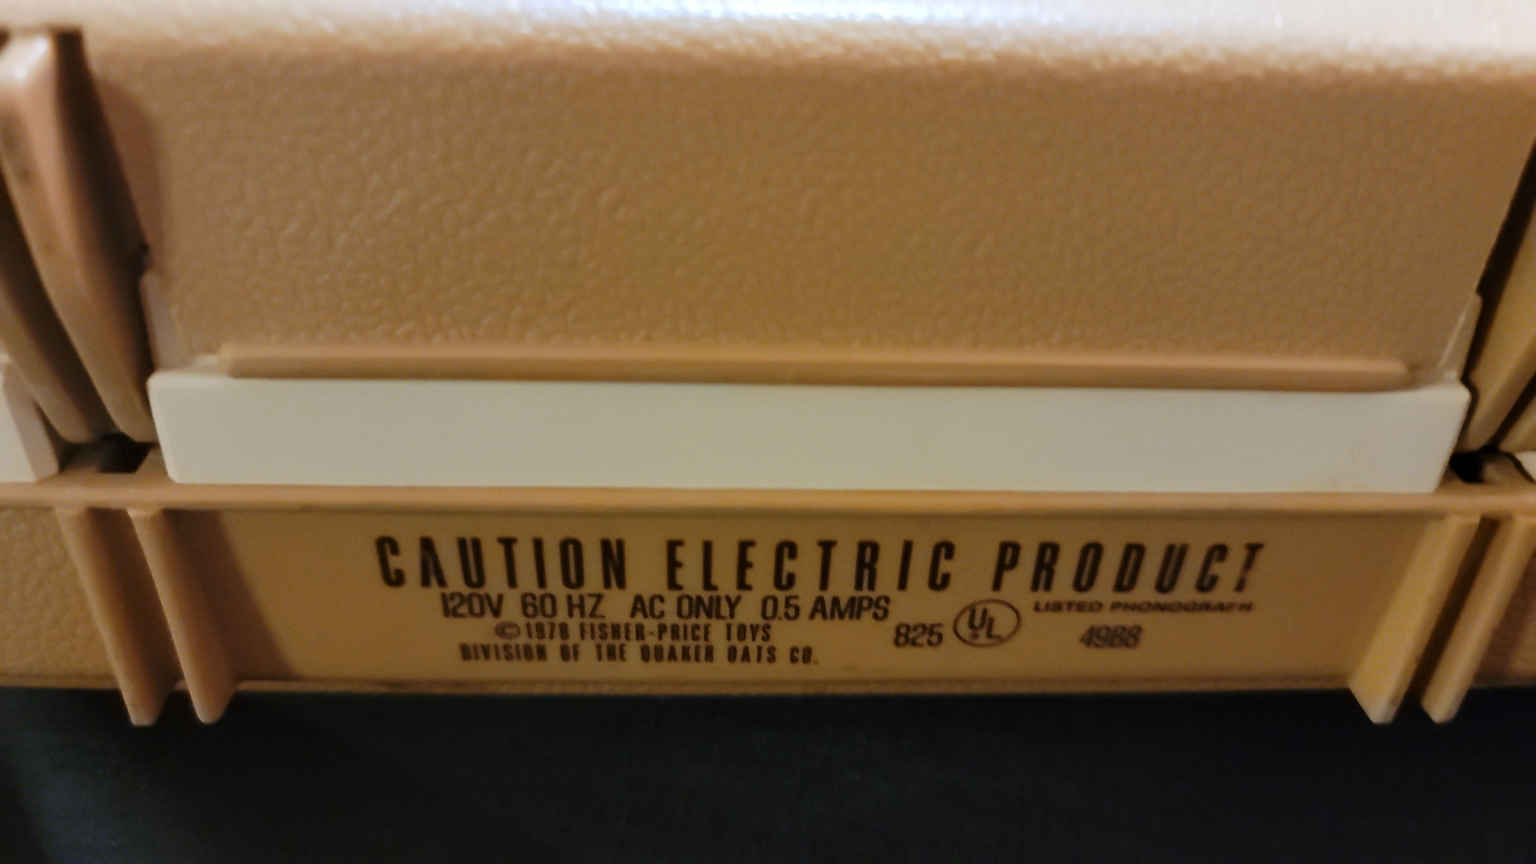 CAUTION ELECTRIC PRODUCT
120V 60 HZ AC ONLY 0.5 AMPS
© 1978 FISHER-PRICE TOYS
DIVISION OF THE QUAKER OATS CO.
825 UL LISTED PHONOGRAPH
49B8